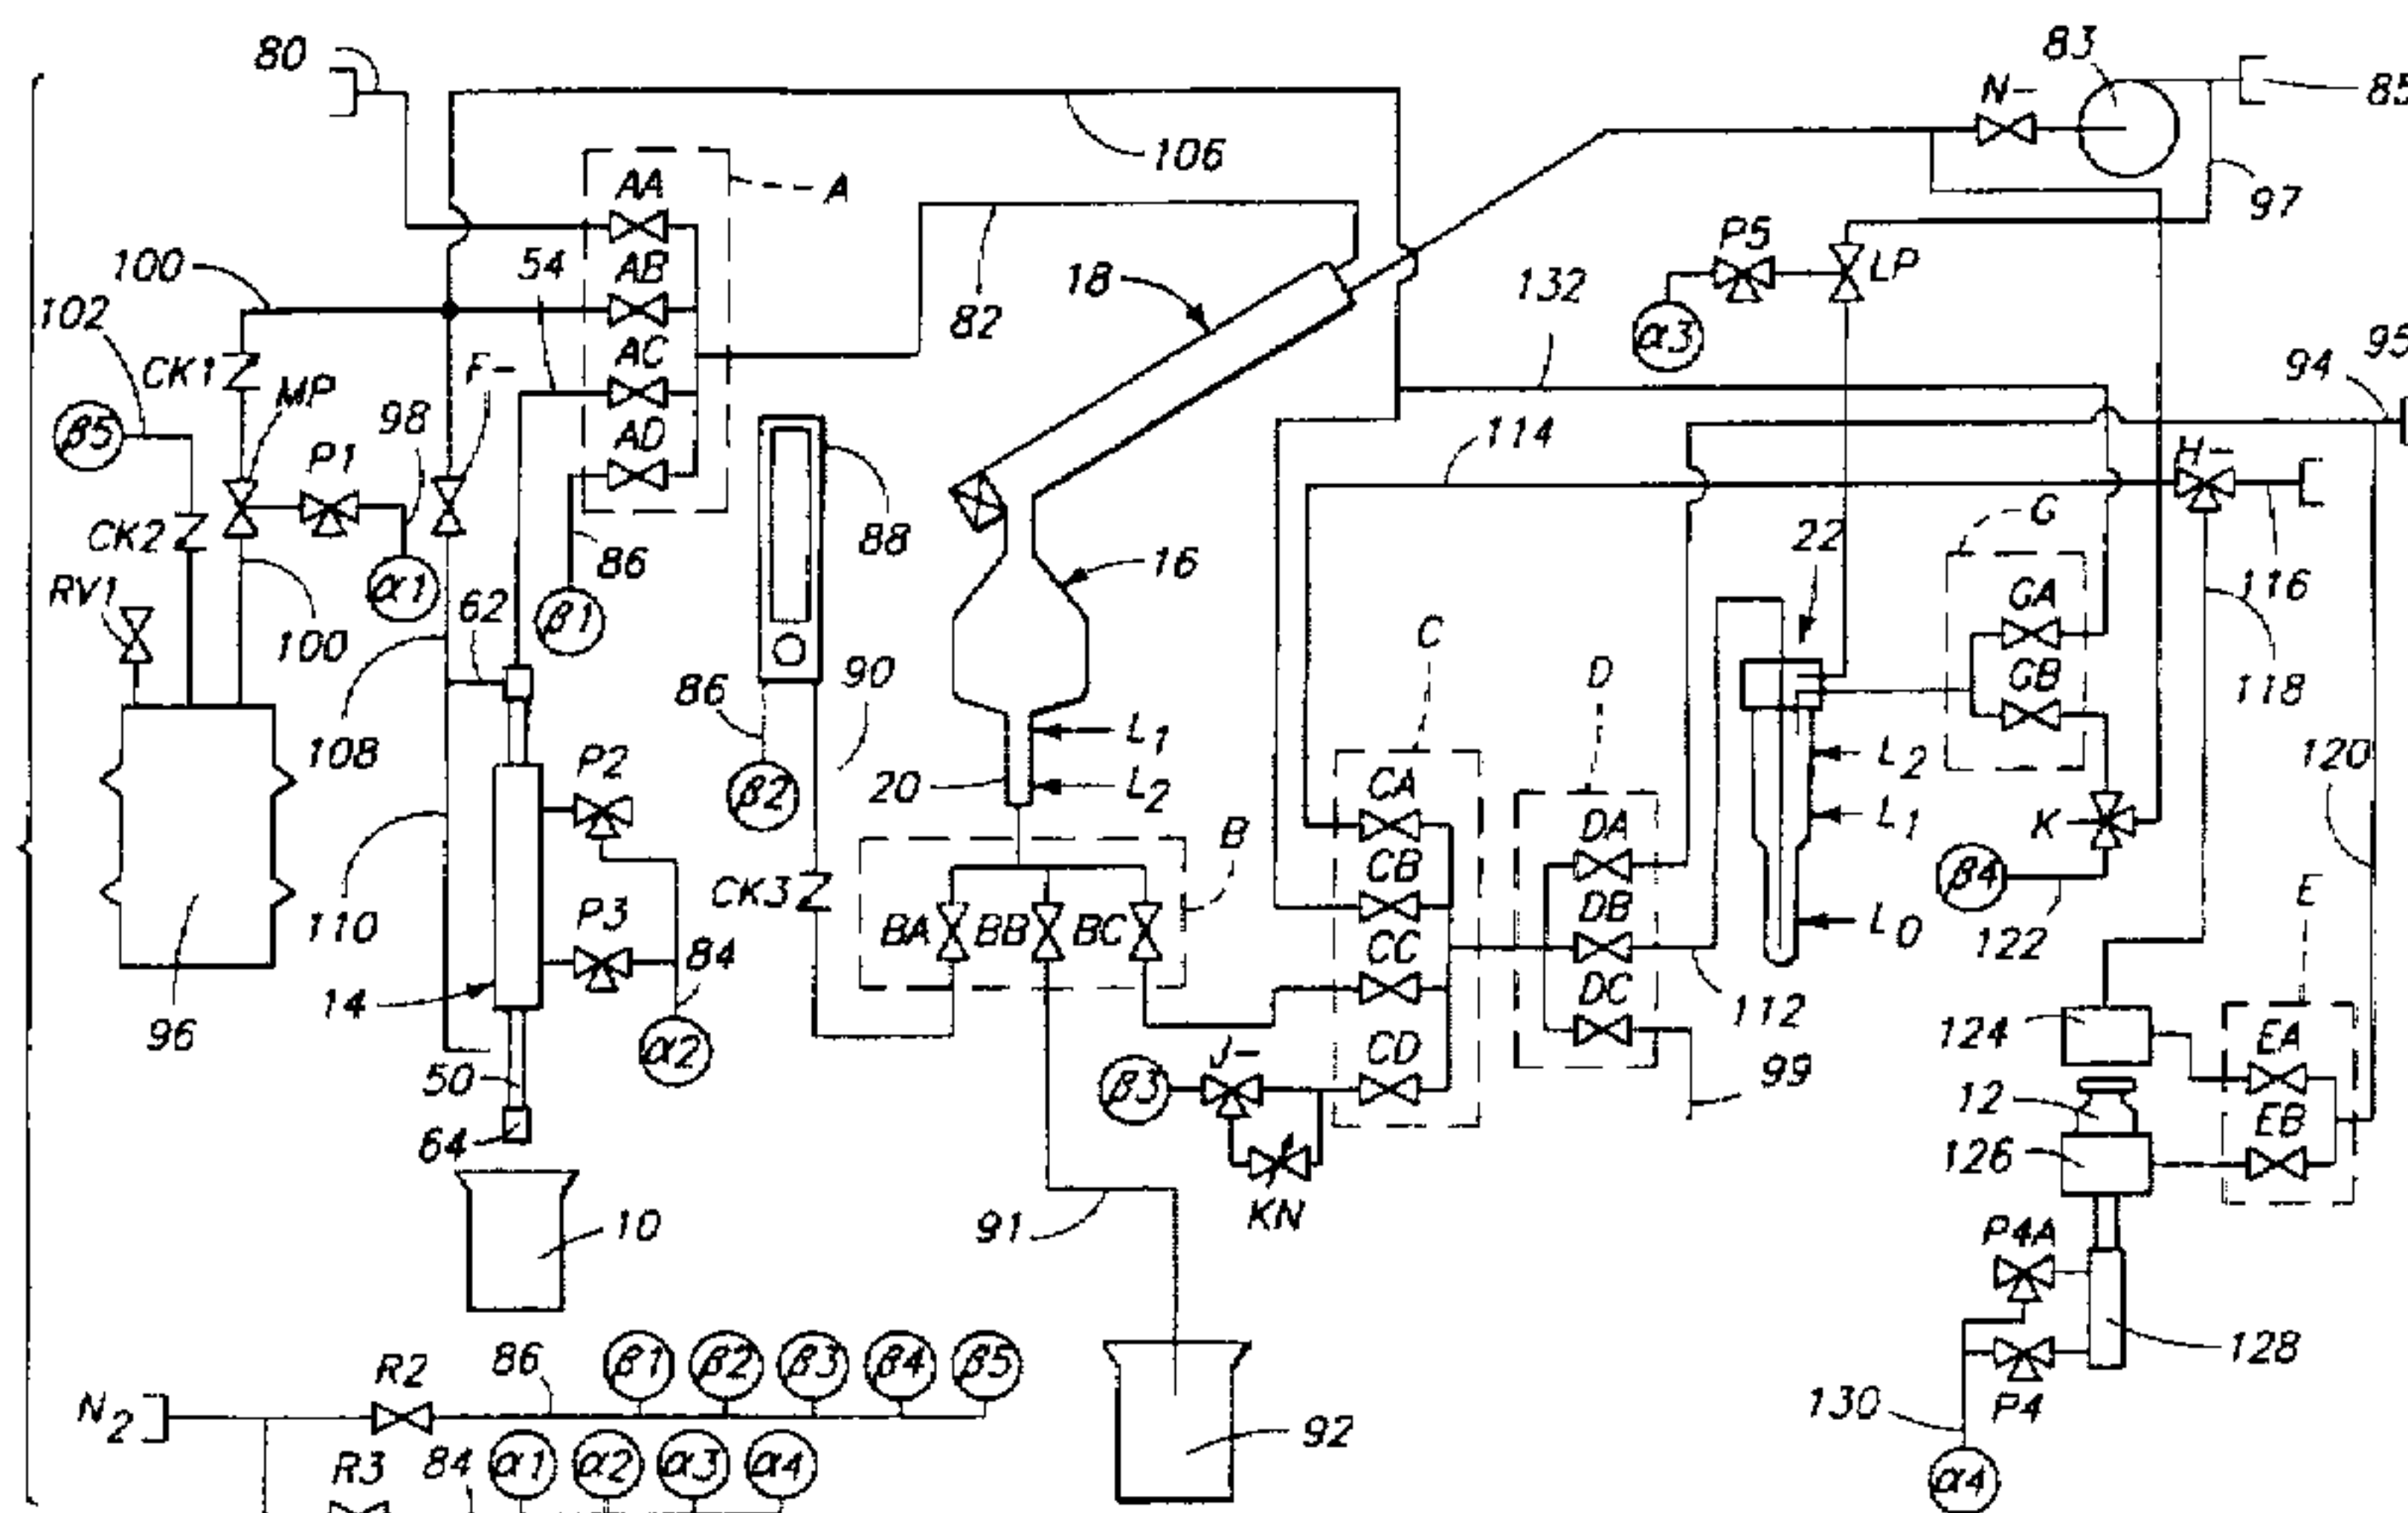 80
83
85
N-
106
97
AA
A
P5
LP
AB
54
100
18
82
132
102
α3
AC
F-
CK1
MP
94
95
β5
98
AD
114
P1
88
H-
CK2
G
22
86
α1
16
RV1
62
β1
GA
116
100
C
90
D
GB
118
108
86
L1
P2
L2
120
β2
20
L2
CA
L1
B
DA
K
CK3
CB
β4
P3
E
DB
110
BA
BB
BC
L0
84
CC
122
14
DC
112
96
124
α2
J-
CD
EA
50
β3
99
12
EB
64
126
KN
10
91
P4A
β1
β2
β3
β4
β5
128
R2
86
N2
130
P4
92
R3
84
α1
α2
α3
α4
α4